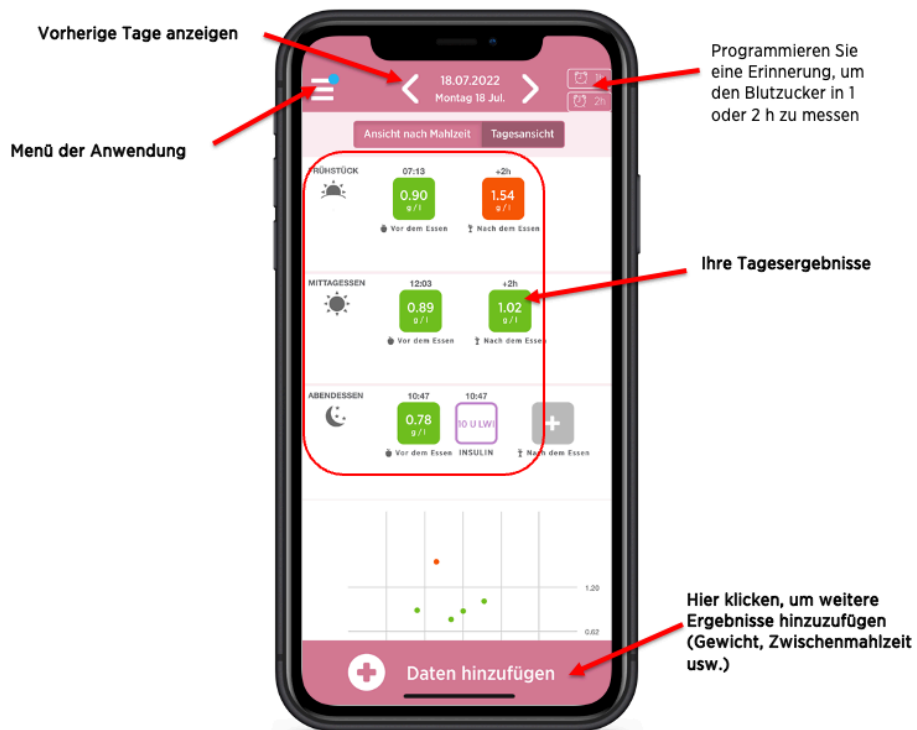 Vorherige Tage anzeigen
Menü der Anwendung
18.07.2022
Montag 18 Jul.
1h
2h
Programmieren Sie
eine Erinnerung, um
den Blutzucker in 1
oder 2 h zu messen
Ansicht nach Mahlzeit
Tagesansicht
FRÜHSTÜCK
07:13
+2h
0.90
g/l
1.54
g/l
Vor dem Essen
Nach dem Essen
Ihre Tagesergebnisse
MITTAGESSEN
12:03
+2h
0.89
g/l
1.02
g/l
Vor dem Essen
Nach dem Essen
ABENDESSEN
10:47
10:47
0.78
g/l
10 U LWI
+
Vor dem Essen
INSULIN
Nach dem Essen
1.20
0.62
Hier klicken, um weitere
Ergebnisse hinzuzufügen
(Gewicht, Zwischenmahlzeit
usw.)
Daten hinzufügen